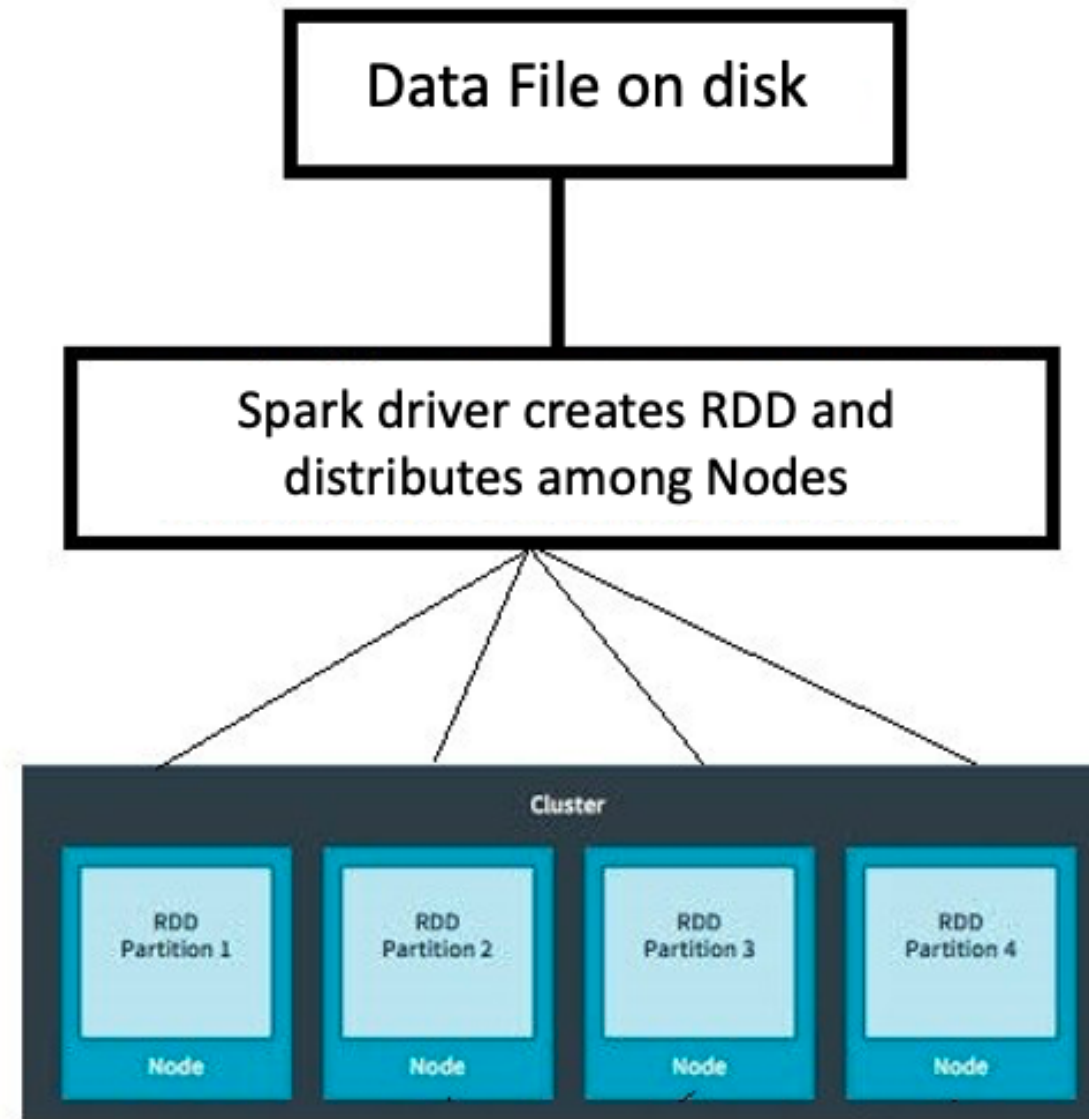 Data File on disk
Spark driver creates RDD and
distributes among Nodes
Cluster
RDD
Partition 1
Node
RDD
Partition 2
Node
RDD
Partition 3
Node
RDD
Partition 4
Node